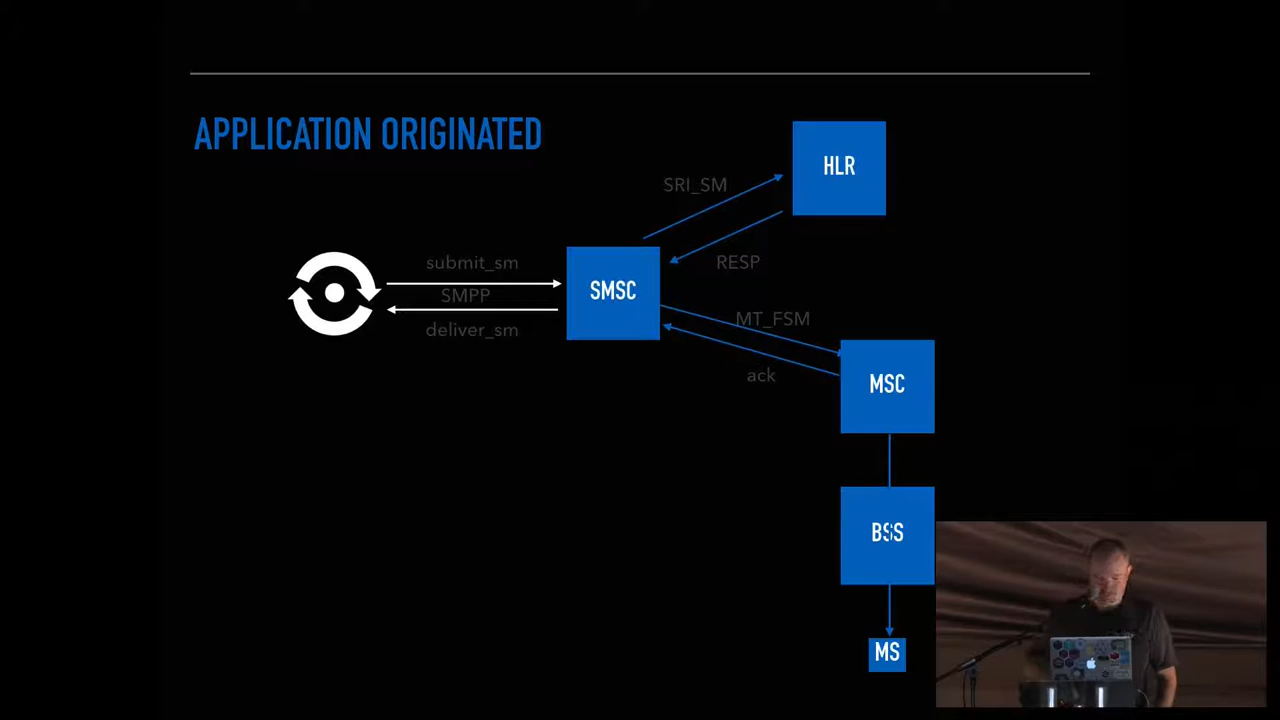 APPLICATION ORIGINATED
HLR
SRI_SM
RESP
submit_sm
SMPP
deliver_sm
SMSC
MT_FSM
ack
MSC
BSS
MS